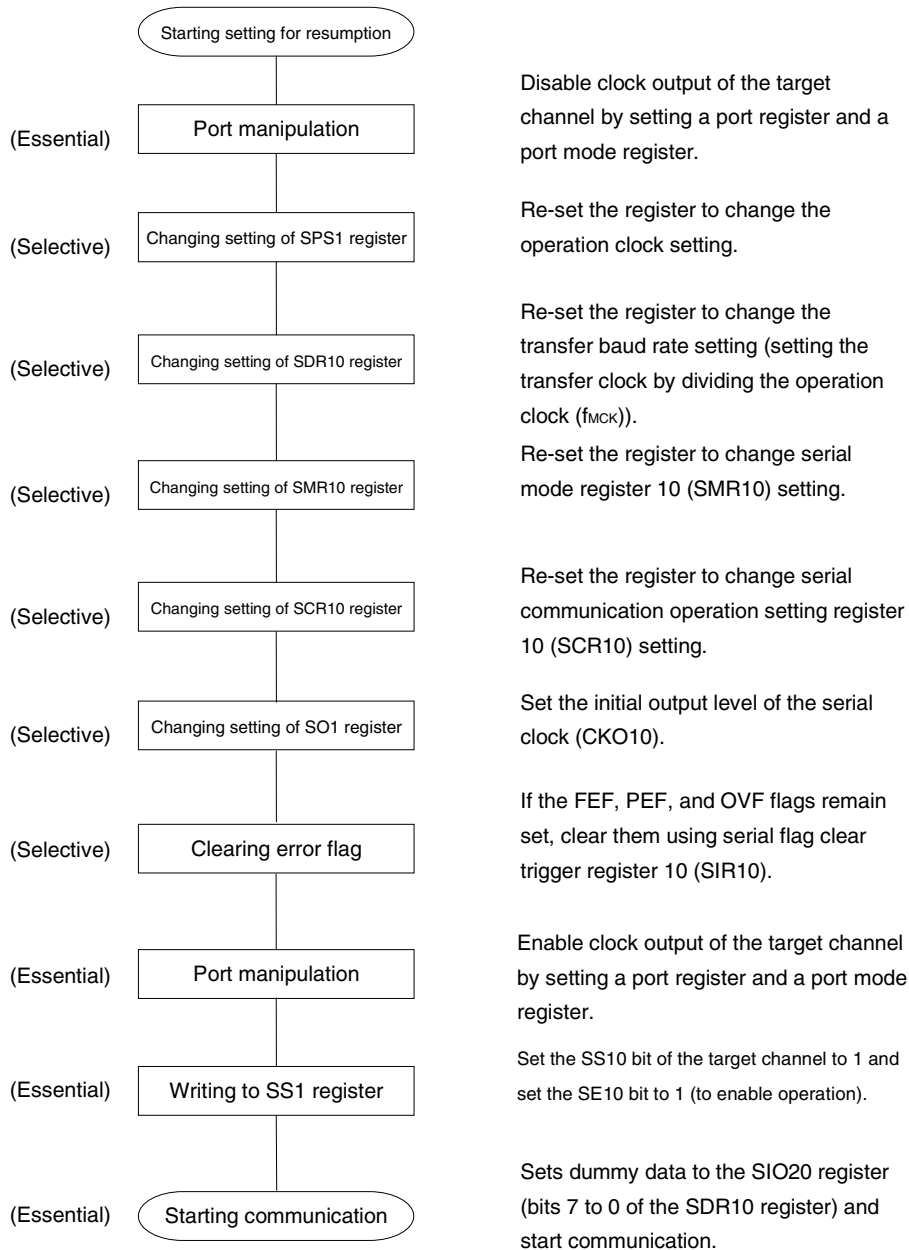 Starting setting for resumption
(Essential)
Port manipulation
Disable clock output of the target
channel by setting a port register and a
port mode register.
(Selective)
Changing setting of SPS1 register
Re-set the register to change the
operation clock setting.
(Selective)
Changing setting of SDR10 register
Re-set the register to change the
transfer baud rate setting (setting the
transfer clock by dividing the operation
clock (fMCK)).
(Selective)
Changing setting of SMR10 register
Re-set the register to change serial
mode register 10 (SMR10) setting.
(Selective)
Changing setting of SCR10 register
Re-set the register to change serial
communication operation setting register
10 (SCR10) setting.
(Selective)
Changing setting of SO1 register
Set the initial output level of the serial
clock (CKO10).
(Selective)
Clearing error flag
If the FEF, PEF, and OVF flags remain
set, clear them using serial flag clear
trigger register 10 (SIR10).
(Essential)
Port manipulation
Enable clock output of the target channel
by setting a port register and a port mode
register.
(Essential)
Writing to SS1 register
Set the SS10 bit of the target channel to 1 and
set the SE10 bit to 1 (to enable operation).
(Essential)
Starting communication
Sets dummy data to the SIO20 register
(bits 7 to 0 of the SDR10 register) and
start communication.